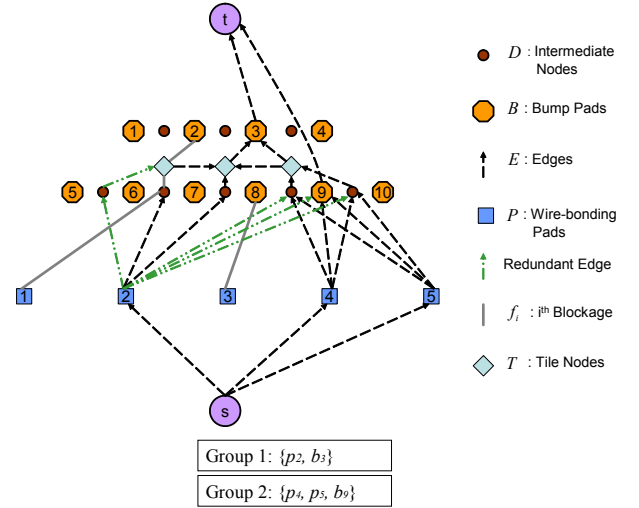 t
1 2 3 4
5 6 7 8 9 10
1 2 3 4 5
s
Group 1: {p2, b3}
Group 2: {p4, p5, b9}
D : Intermediate
Nodes
B : Bump Pads
E : Edges
P : Wire-bonding
Pads
Redundant Edge
fi : ith Blockage
T : Tile Nodes